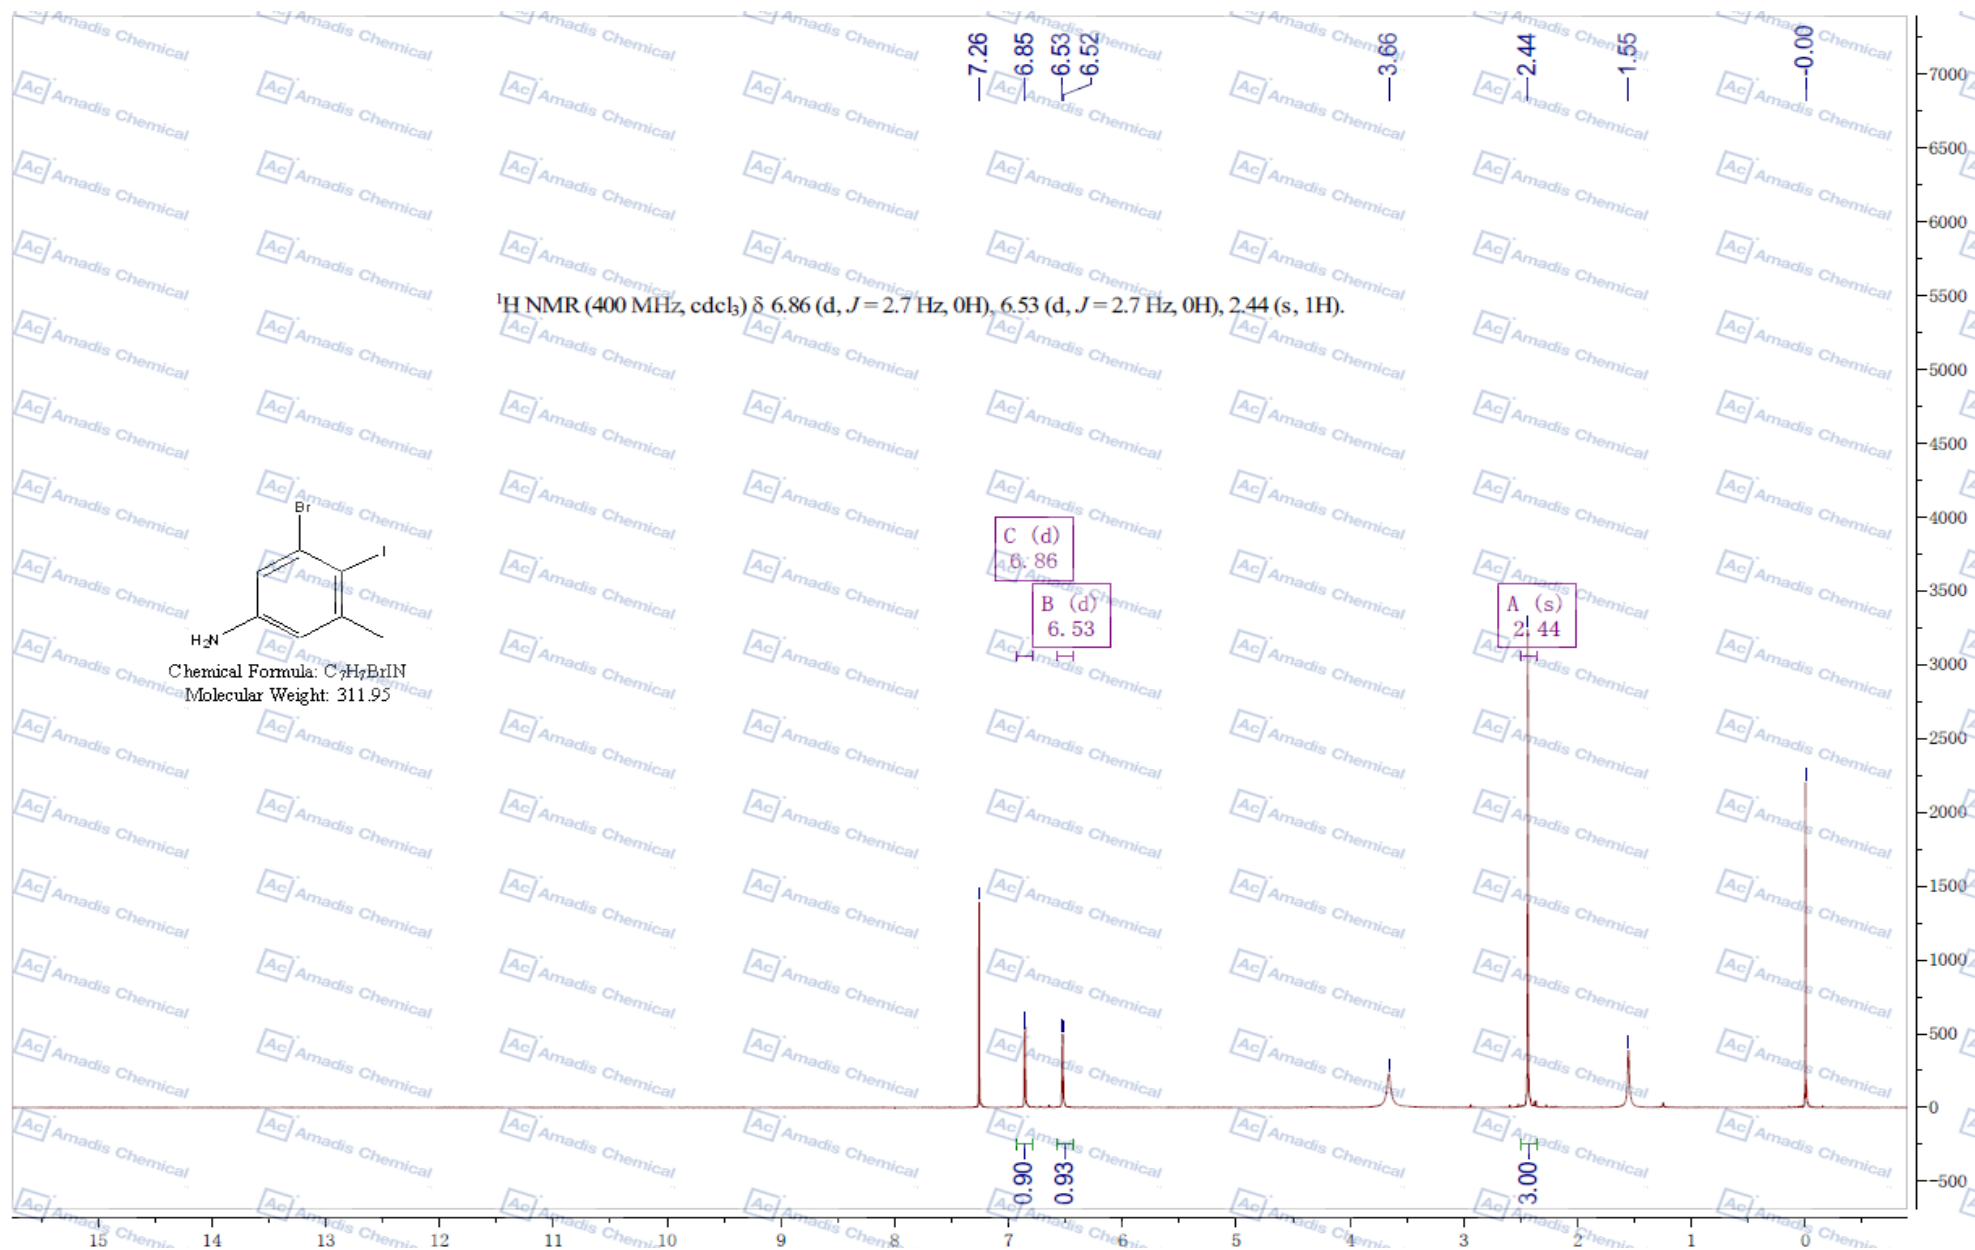 7.26
6.85
6.53
6.52
3.66
2.44
1.55
-0.00
¹H NMR (400 MHz, cdcl₃) δ 6.86 (d, J = 2.7 Hz, 0H), 6.53 (d, J = 2.7 Hz, 0H), 2.44 (s, 1H).
Br
I
H₂N
Chemical Formula: C₇H₇BrIN
Molecular Weight: 311.95
C (d)
6.86
B (d)
6.53
A (s)
2.44
7000
6500
6000
5500
5000
4500
4000
3500
3000
2500
2000
1500
1000
500
0
-500
0.90
0.93
3.00
15 14 13 12 11 10 9 8 7 6 5 4 3 2 1 0
Ac Amadis Chemical